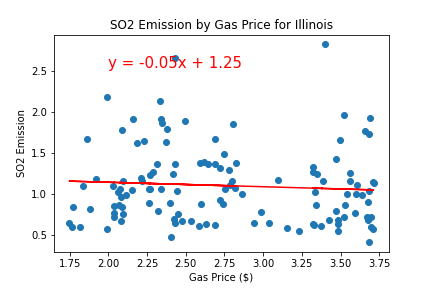 SO2 Emission by Gas Price for Illinois
y = -0.05x + 1.25
2.5
2.0
1.5
1.0
0.5
SO2 Emission
1.75 2.00 2.25 2.50 2.75 3.00 3.25 3.50 3.75
Gas Price ($)